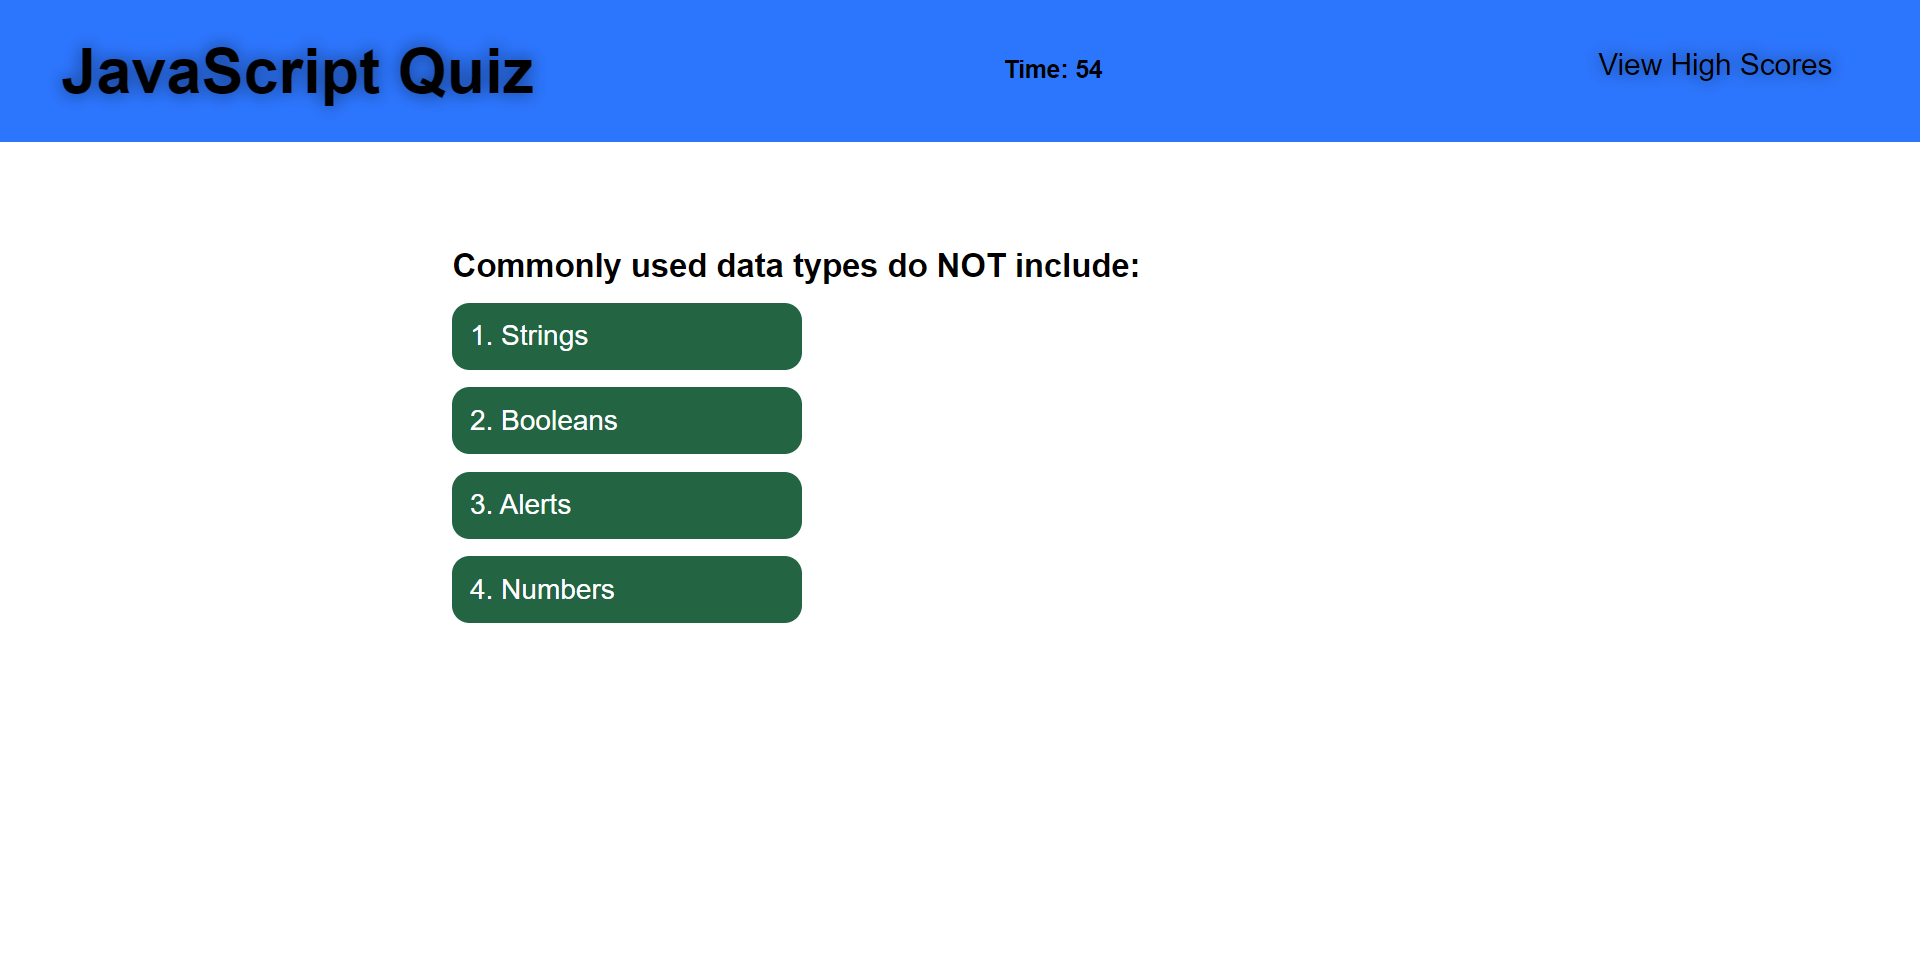 JavaScript Quiz
Time: 54
View High Scores
Commonly used data types do NOT include:
1. Strings
2. Booleans
3. Alerts
4. Numbers